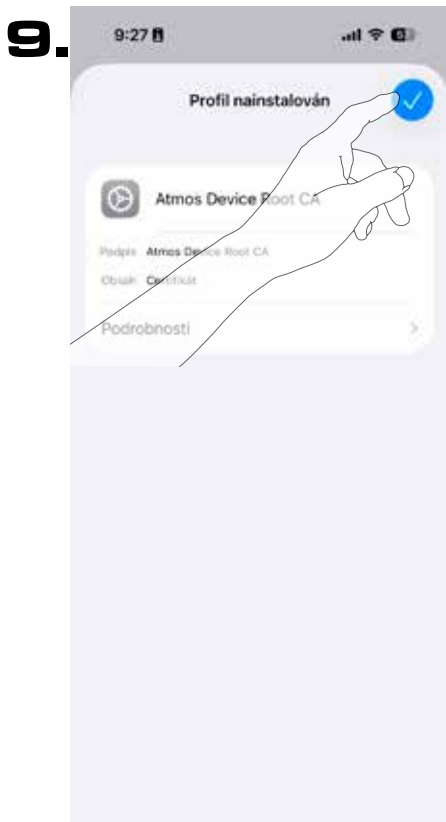 9.
9:27
Profil nainstalován
Atmos Device Root CA
Podpis Atmos Device Root CA
Obsah Certifikát
Podrobnosti